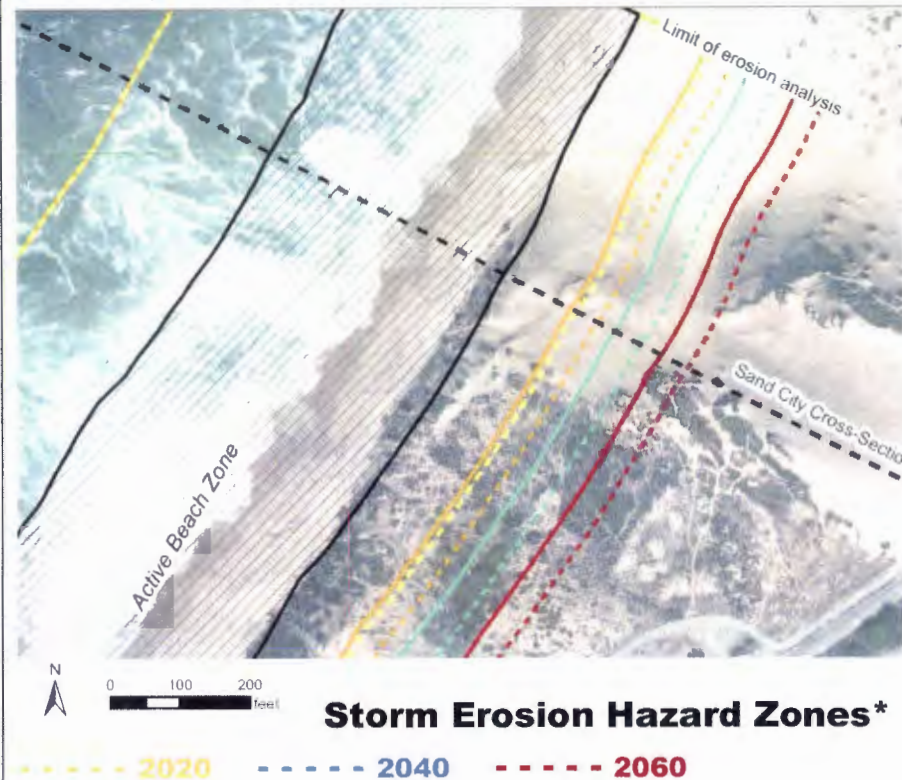 Limit of erosion analysis
Sand City Cross-Section
Active Beach Zone
N
0 100 200
feet
Storm Erosion Hazard Zones*
2020 2040 2060